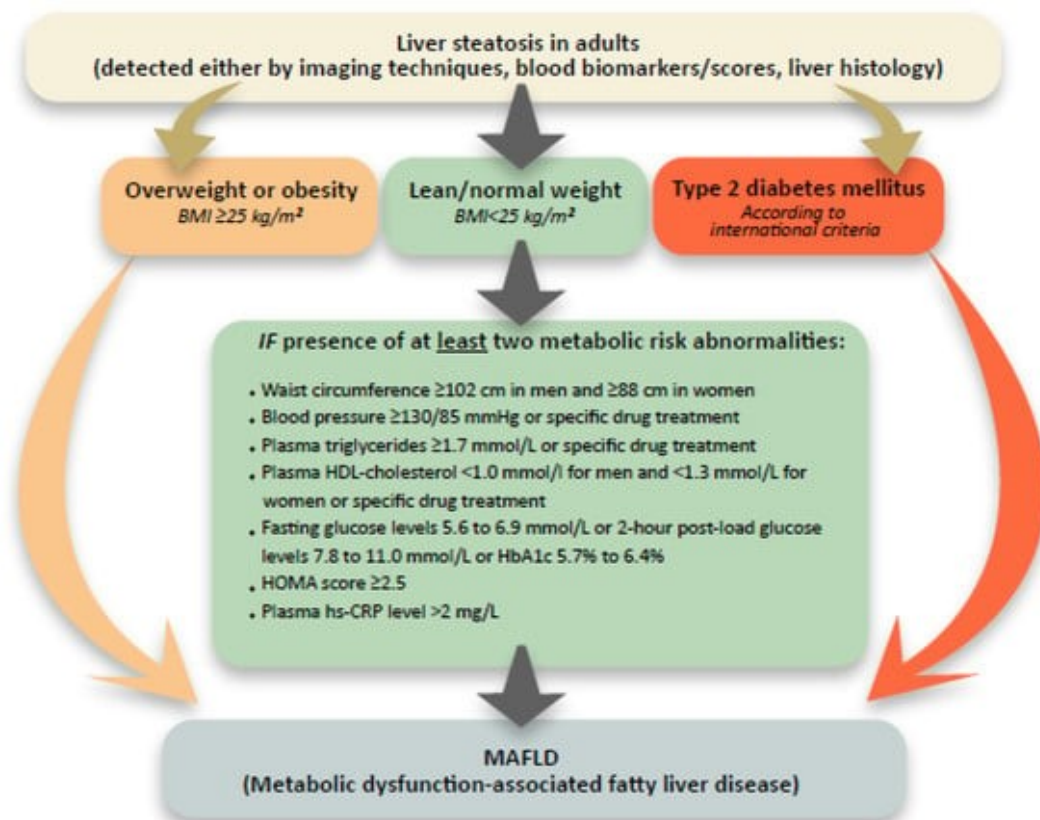 Liver steatosis in adults
(detected either by imaging techniques, blood biomarkers/scores, liver histology)
Overweight or obesity
BMI ≥25 kg/m²
Lean/normal weight
BMI<25 kg/m²
Type 2 diabetes mellitus
According to
international criteria
IF presence of at least two metabolic risk abnormalities:
• Waist circumference ≥102 cm in men and ≥88 cm in women
• Blood pressure ≥130/85 mmHg or specific drug treatment
• Plasma triglycerides ≥1.7 mmol/L or specific drug treatment
• Plasma HDL-cholesterol <1.0 mmol/l for men and <1.3 mmol/L for
women or specific drug treatment
• Fasting glucose levels 5.6 to 6.9 mmol/L or 2-hour post-load glucose
levels 7.8 to 11.0 mmol/L or HbA1c 5.7% to 6.4%
• HOMA score ≥2.5
• Plasma hs-CRP level >2 mg/L
MAFLD
(Metabolic dysfunction-associated fatty liver disease)